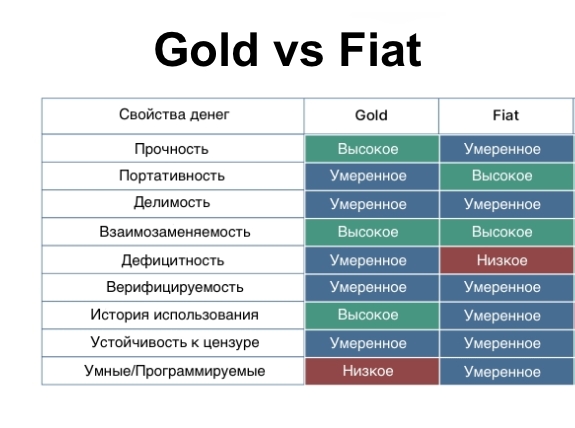 Gold vs Fiat
Свойства денег Gold Fiat
Прочность Высокое Умеренное
Портативность Умеренное Высокое
Делимость Умеренное Умеренное
Взаимозаменяемость Высокое Высокое
Дефицитность Умеренное Низкое
Верифицируемость Умеренное Умеренное
История использования Высокое Умеренное
Устойчивость к цензуре Умеренное Умеренное
Умные/Программируемые Низкое Умеренное